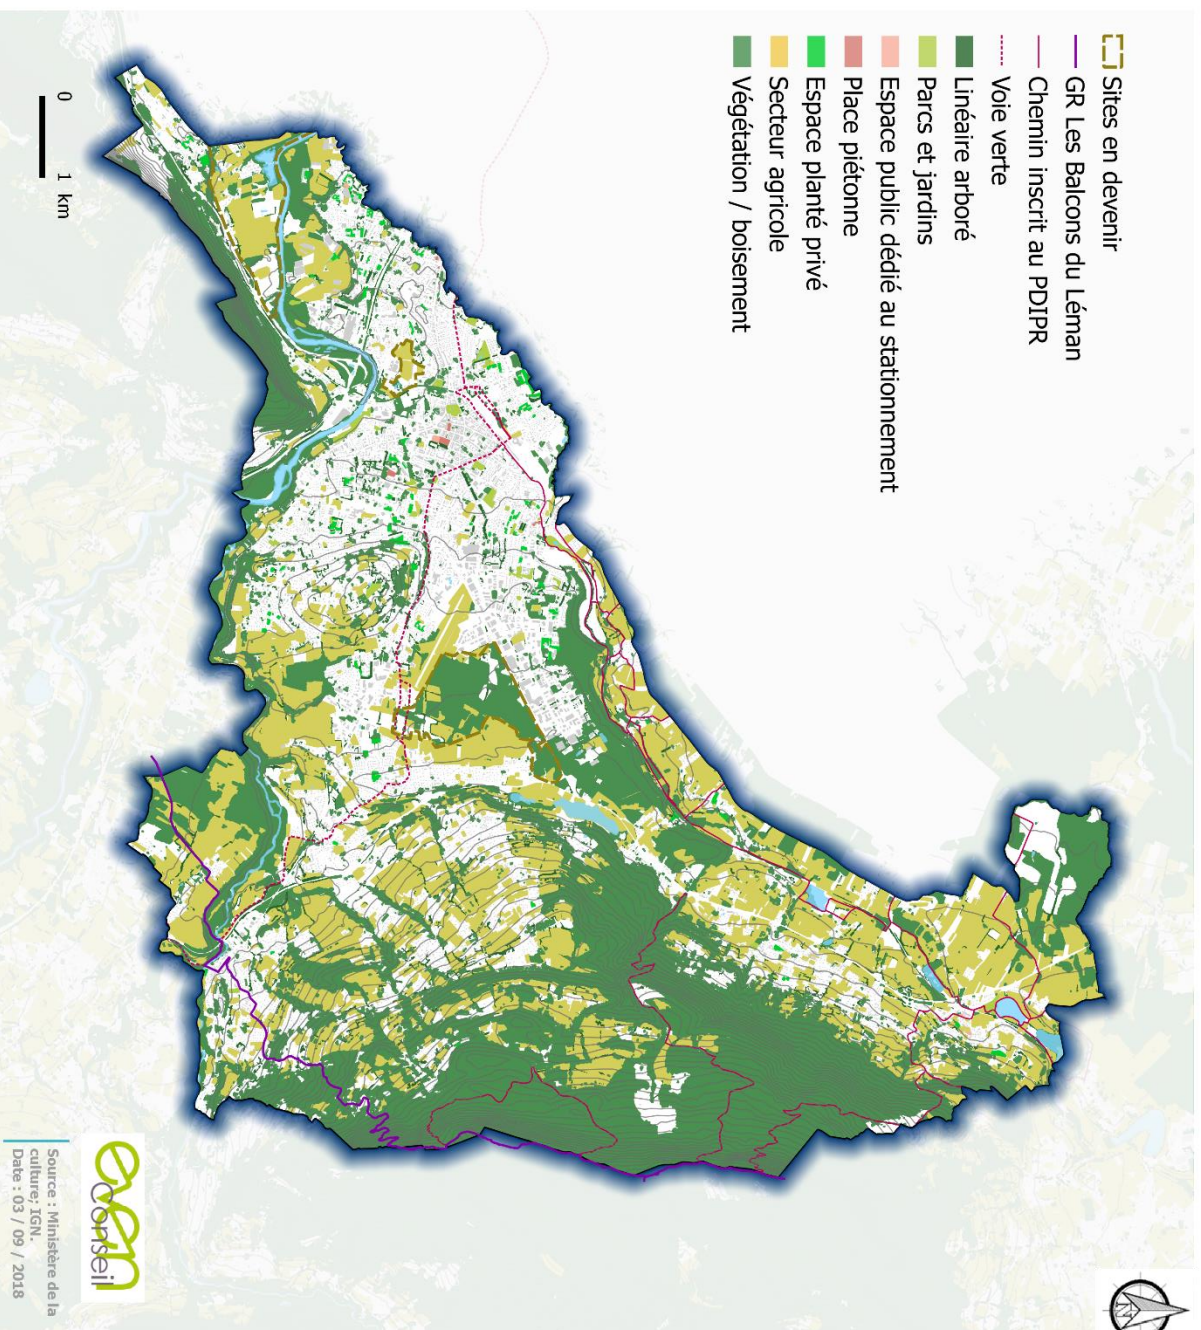 Sites en devenir
GR Les Balcons du Léman
Chemin inscrit au PDIPR
Voie verte
Linéaire arboré
Parcs et jardins
Espace public dédié au stationnement
Place piétonne
Espace planté privé
Secteur agricole
Végétation / boisement
0 1 km
even
Conseil
Source : Ministère de la
culture; IGN.
Date : 03 / 09 / 2018
N